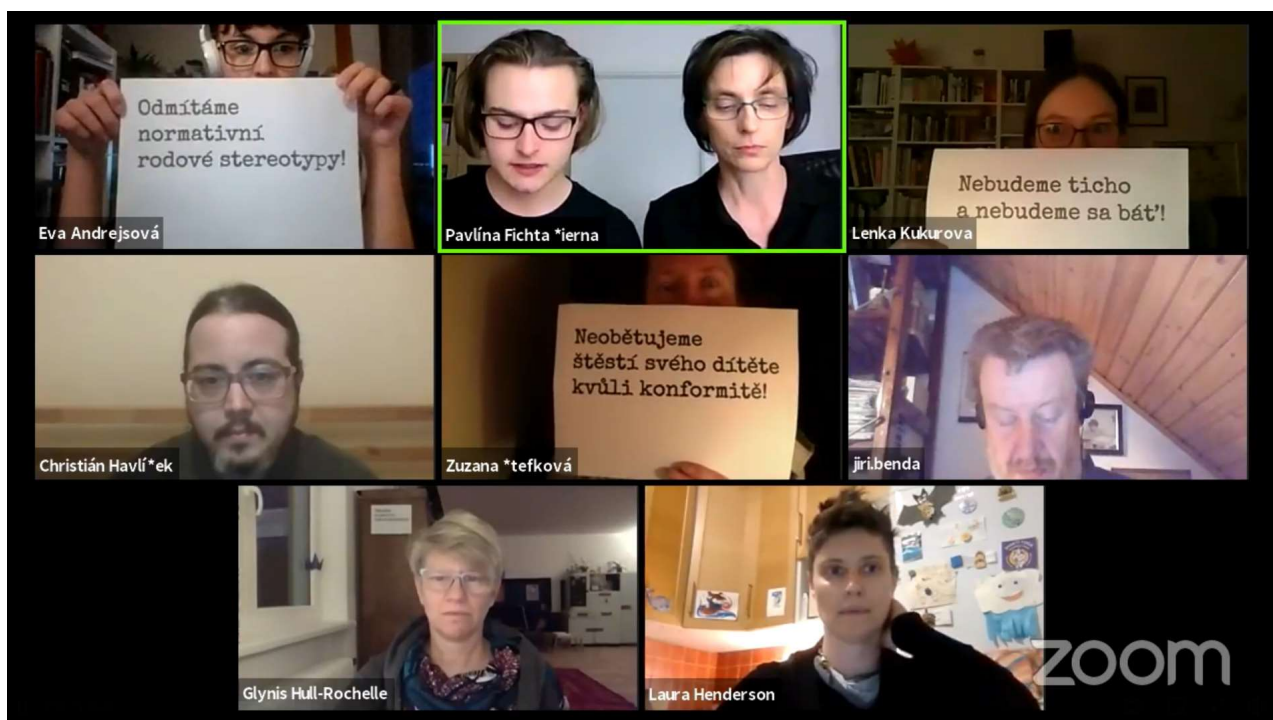 Odmítáme
normativní
rodové stereotypy!
Eva Andrejsová
Pavlína Fichta *ierna
Nebudeme ticho
a nebudeme sa báť!
Lenka Kukurova
Christián Havlí*ek
Neobětujeme
štěstí svého dítěte
kvůli konformitě!
Zuzana *tefková
jiri.benda
Glynis Hull-Rochelle
Laura Henderson
zoom